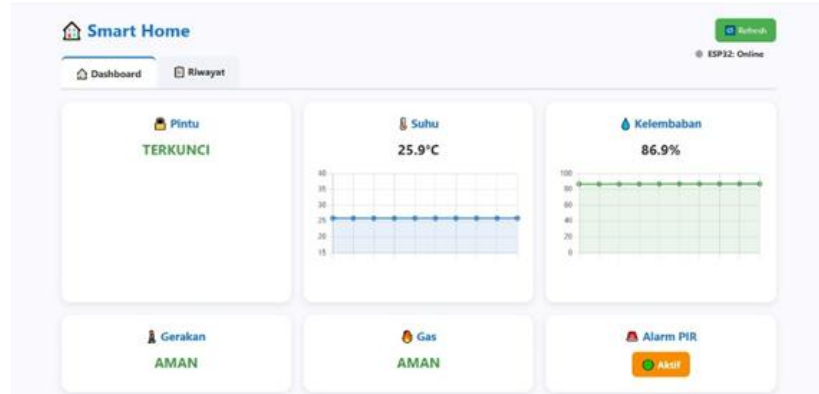 Smart Home
Refresh
ESP32: Online
Dashboard
Riwayat
Pintu
TERKUNCI
Suhu
25.9°C
40
35
30
25
20
15
Kelembaban
86.9%
100
80
60
40
20
0
Gerakan
AMAN
Gas
AMAN
Alarm PIR
Aktif